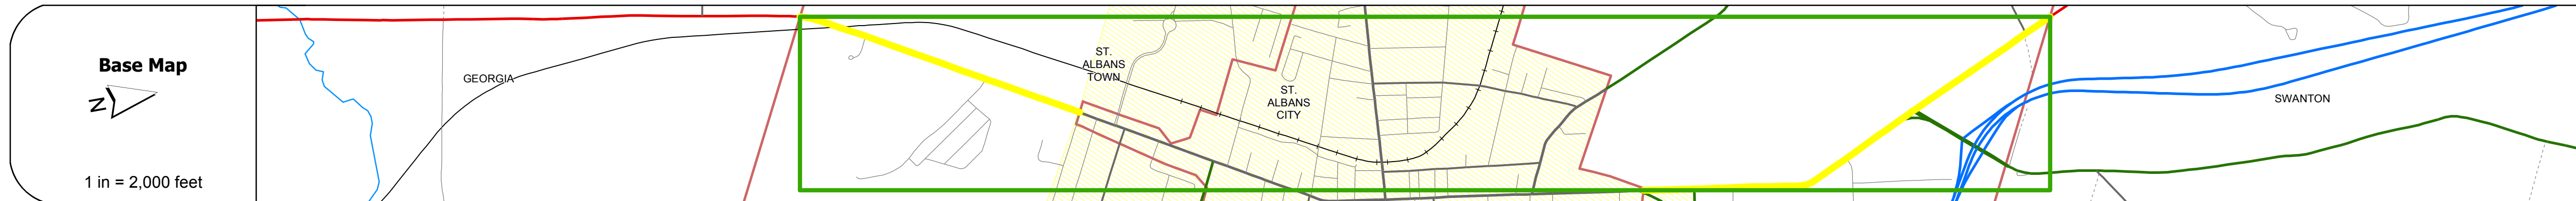 Base Map
N
1 in = 2,000 feet
GEORGIA
ST.
ALBANS
TOWN
ST.
ALBANS
CITY
SWANTON